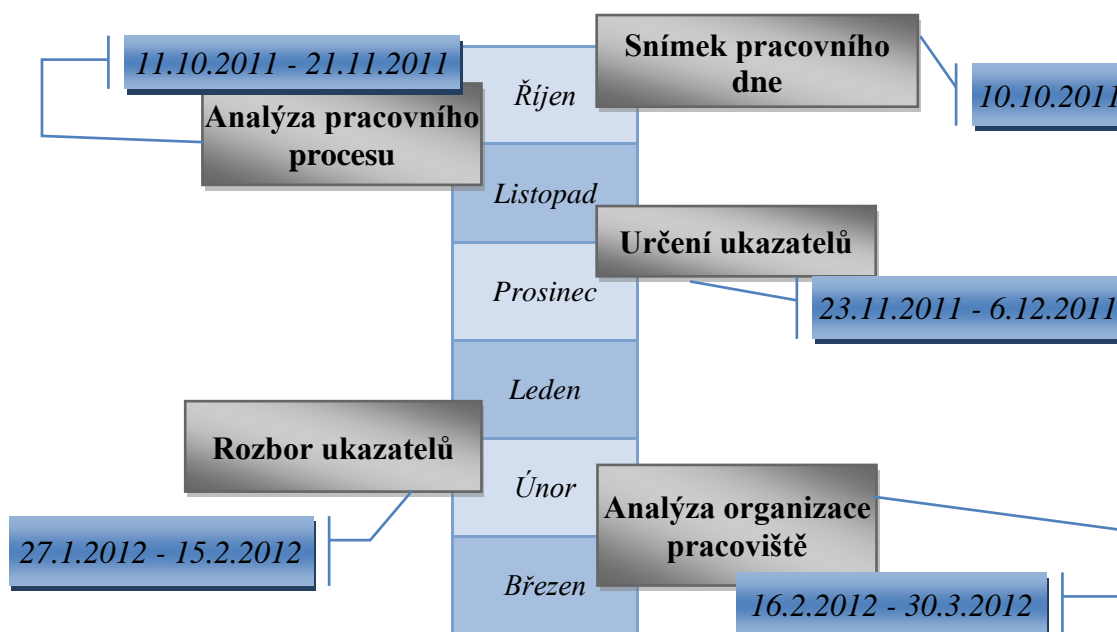 11.10.2011 - 21.11.2011
Analýza pracovního
procesu
Říjen
Snímek pracovního
dne
10.10.2011
Listopad
Určení ukazatelů
23.11.2011 - 6.12.2011
Prosinec
Leden
Rozbor ukazatelů
27.1.2012 - 15.2.2012
Únor
Analýza organizace
pracoviště
16.2.2012 - 30.3.2012
Březen